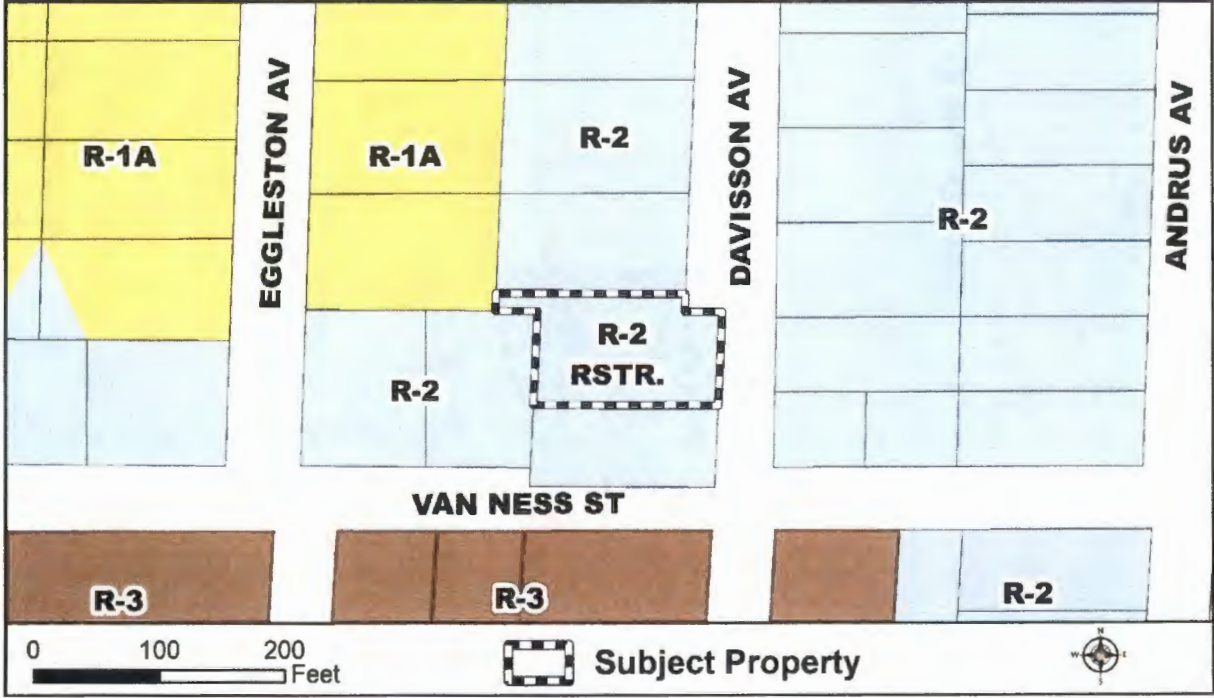 EGGLESTON AV
DAVISSON AV
ANDRUS AV
R-1A
R-1A
R-2
R-2
R-2
R-2
RSTR.
VAN NESS ST
R-3
R-3
R-2
0 100 200
Feet
Subject Property
N
W E
S